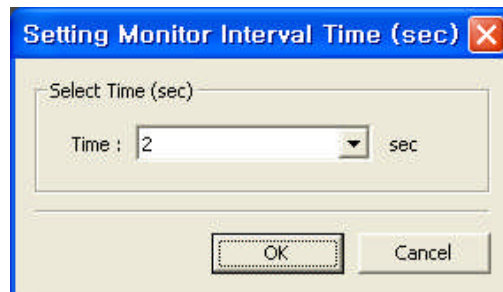 Setting Monitor Interval Time (sec)
Select Time (sec)
Time : 2 sec
OK Cancel